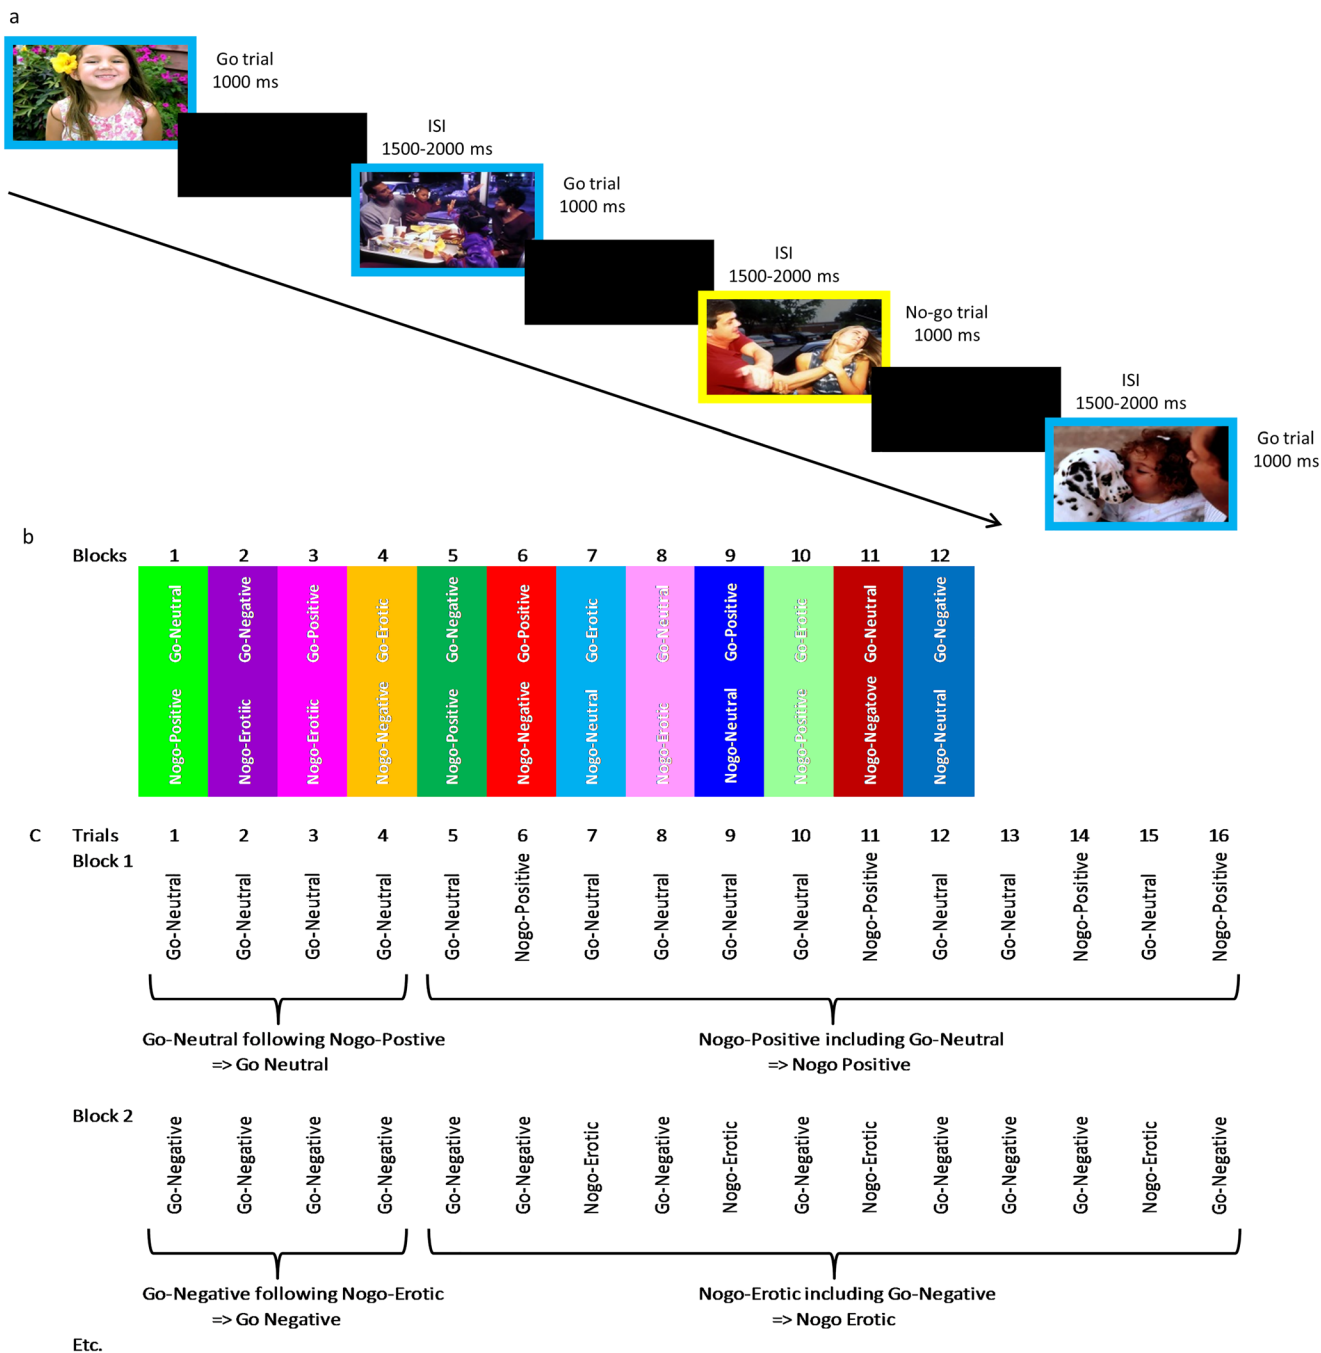 a
Go trial
1000 ms
ISI
1500-2000 ms
Go trial
1000 ms
ISI
1500-2000 ms
No-go trial
1000 ms
ISI
1500-2000 ms
Go trial
1000 ms
b
Blocks 1 2 3 4 5 6 7 8 9 10 11 12
Nogo-Positive Go-Neutral
Nogo-Erotiic Go-Negative
Nogo-Erotiic Go-Positive
Nogo-Negative Go-Erotic
Nogo-Positive Go-Negative
Nogo-Negative Go-Positive
Nogo-Neutral Go-Erotic
Nogo-Erotic Go-Neutral
Nogo-Neutral Go-Positive
Nogo-Positive Go-Erotic
Nogo-Negatove Go-Neutral
Nogo-Neutral Go-Negative
C Trials 1 2 3 4 5 6 7 8 9 10 11 12 13 14 15 16
Block 1
Go-Neutral
Go-Neutral
Go-Neutral
Go-Neutral
Go-Neutral
Nogo-Positive
Go-Neutral
Go-Neutral
Go-Neutral
Go-Neutral
Nogo-Positive
Go-Neutral
Go-Neutral
Nogo-Positive
Go-Neutral
Nogo-Positive
Go-Neutral following Nogo-Postive
=> Go Neutral
Nogo-Positive including Go-Neutral
=> Nogo Positive
Block 2
Go-Negative
Go-Negative
Go-Negative
Go-Negative
Go-Negative
Go-Negative
Nogo-Erotic
Go-Negative
Nogo-Erotic
Go-Negative
Nogo-Erotic
Go-Negative
Go-Negative
Go-Negative
Nogo-Erotic
Go-Negative
Go-Negative following Nogo-Erotic
=> Go Negative
Nogo-Erotic including Go-Negative
=> Nogo Erotic
Etc.